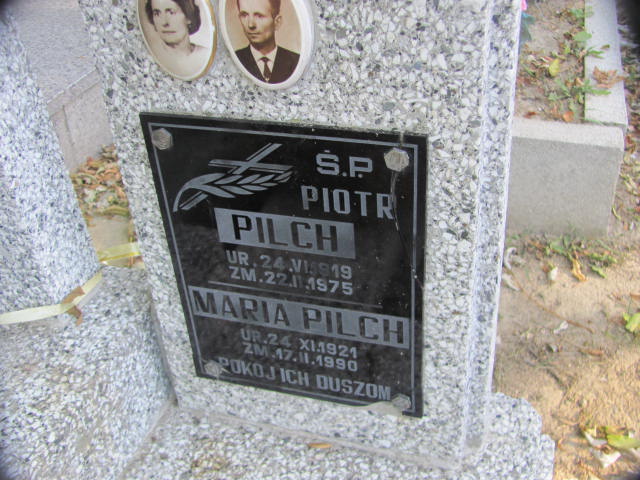 Ś.P.
PIOTR
PILCH
UR. 24.VI.1919
ZM. 22.II.1975
MARIA PILCH
UR. 24 XI.1921
ZM. 17.II.1990
POKOJ ICH DUSZOM